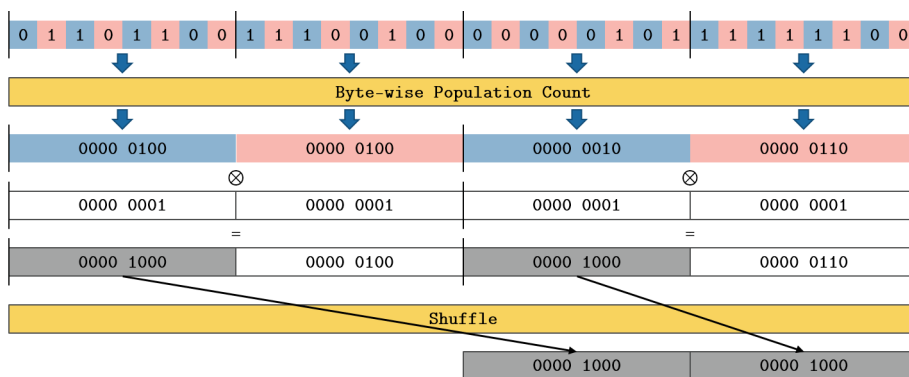 0 1 1 0 1 1 0 0 1 1 1 0 0 1 0 0 0 0 0 0 0 1 0 1 1 1 1 1 1 1 0 0
Byte-wise Population Count
0000 0100 0000 0100 0000 0010 0000 0110
⊗ ⊗
0000 0001 0000 0001 0000 0001 0000 0001
= =
0000 1000 0000 0100 0000 1000 0000 0110
Shuffle
0000 1000 0000 1000